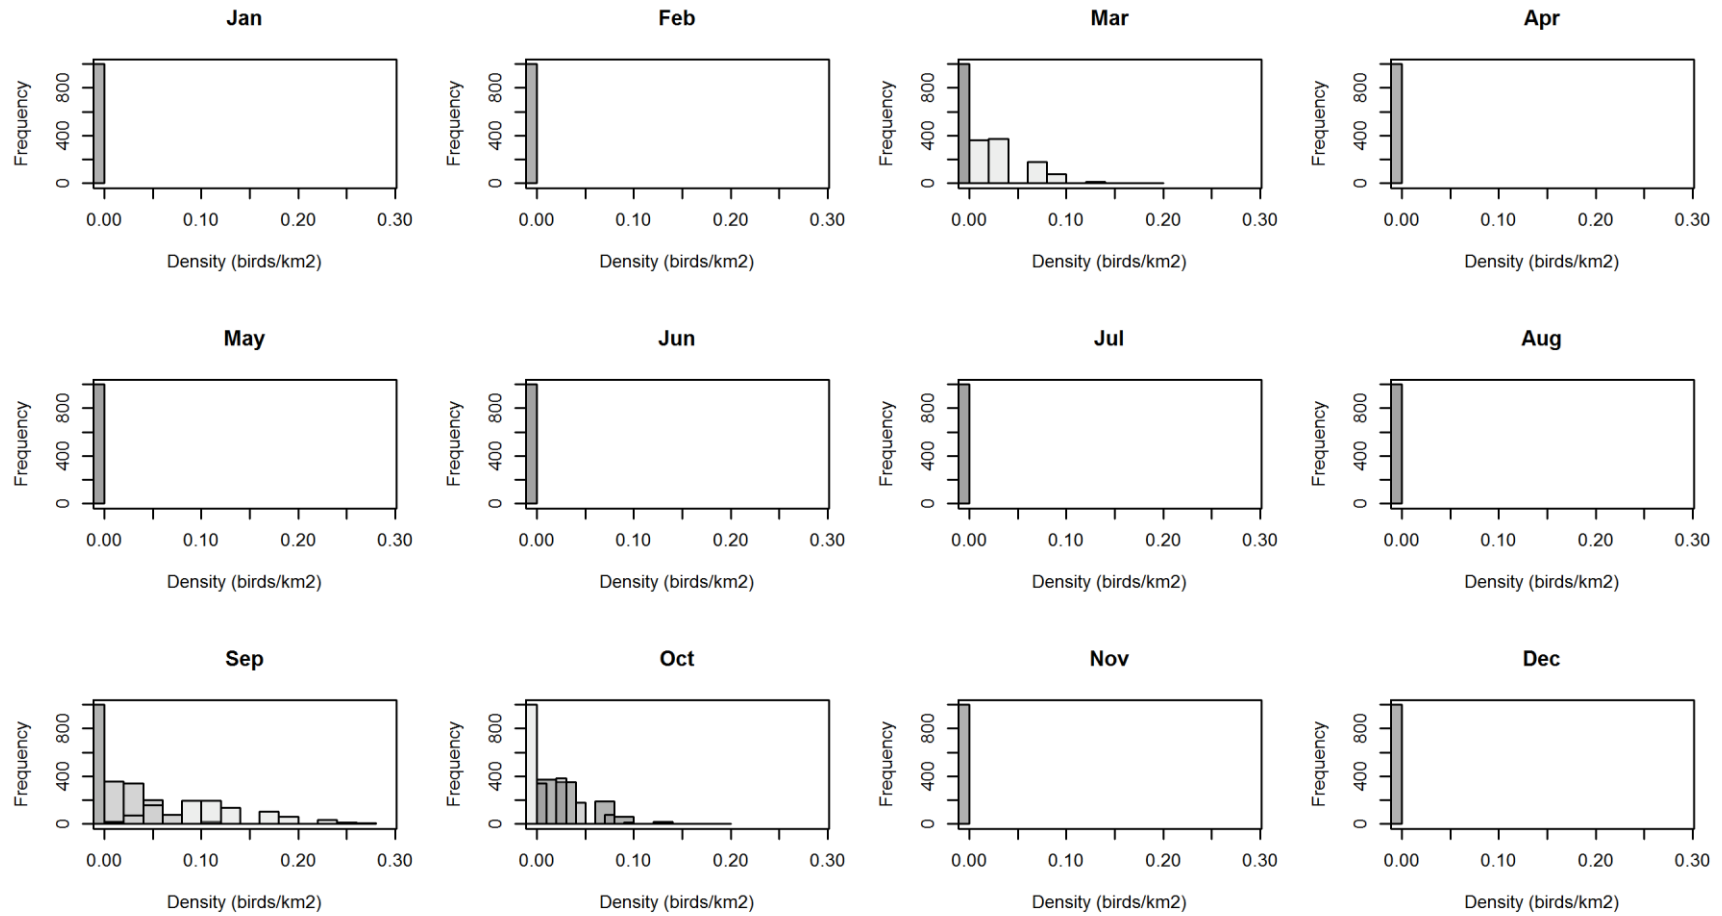 Jan Feb Mar Apr
Frequency Frequency Frequency Frequency
800 800 800 800
400 400 400 400
0 0 0 0
0.00 0.10 0.20 0.30 0.00 0.10 0.20 0.30 0.00 0.10 0.20 0.30 0.00 0.10 0.20 0.30
Density (birds/km2) Density (birds/km2) Density (birds/km2) Density (birds/km2)
May Jun Jul Aug
Frequency Frequency Frequency Frequency
800 800 800 800
400 400 400 400
0 0 0 0
0.00 0.10 0.20 0.30 0.00 0.10 0.20 0.30 0.00 0.10 0.20 0.30 0.00 0.10 0.20 0.30
Density (birds/km2) Density (birds/km2) Density (birds/km2) Density (birds/km2)
Sep Oct Nov Dec
Frequency Frequency Frequency Frequency
800 800 800 800
400 400 400 400
0 0 0 0
0.00 0.10 0.20 0.30 0.00 0.10 0.20 0.30 0.00 0.10 0.20 0.30 0.00 0.10 0.20 0.30
Density (birds/km2) Density (birds/km2) Density (birds/km2) Density (birds/km2)